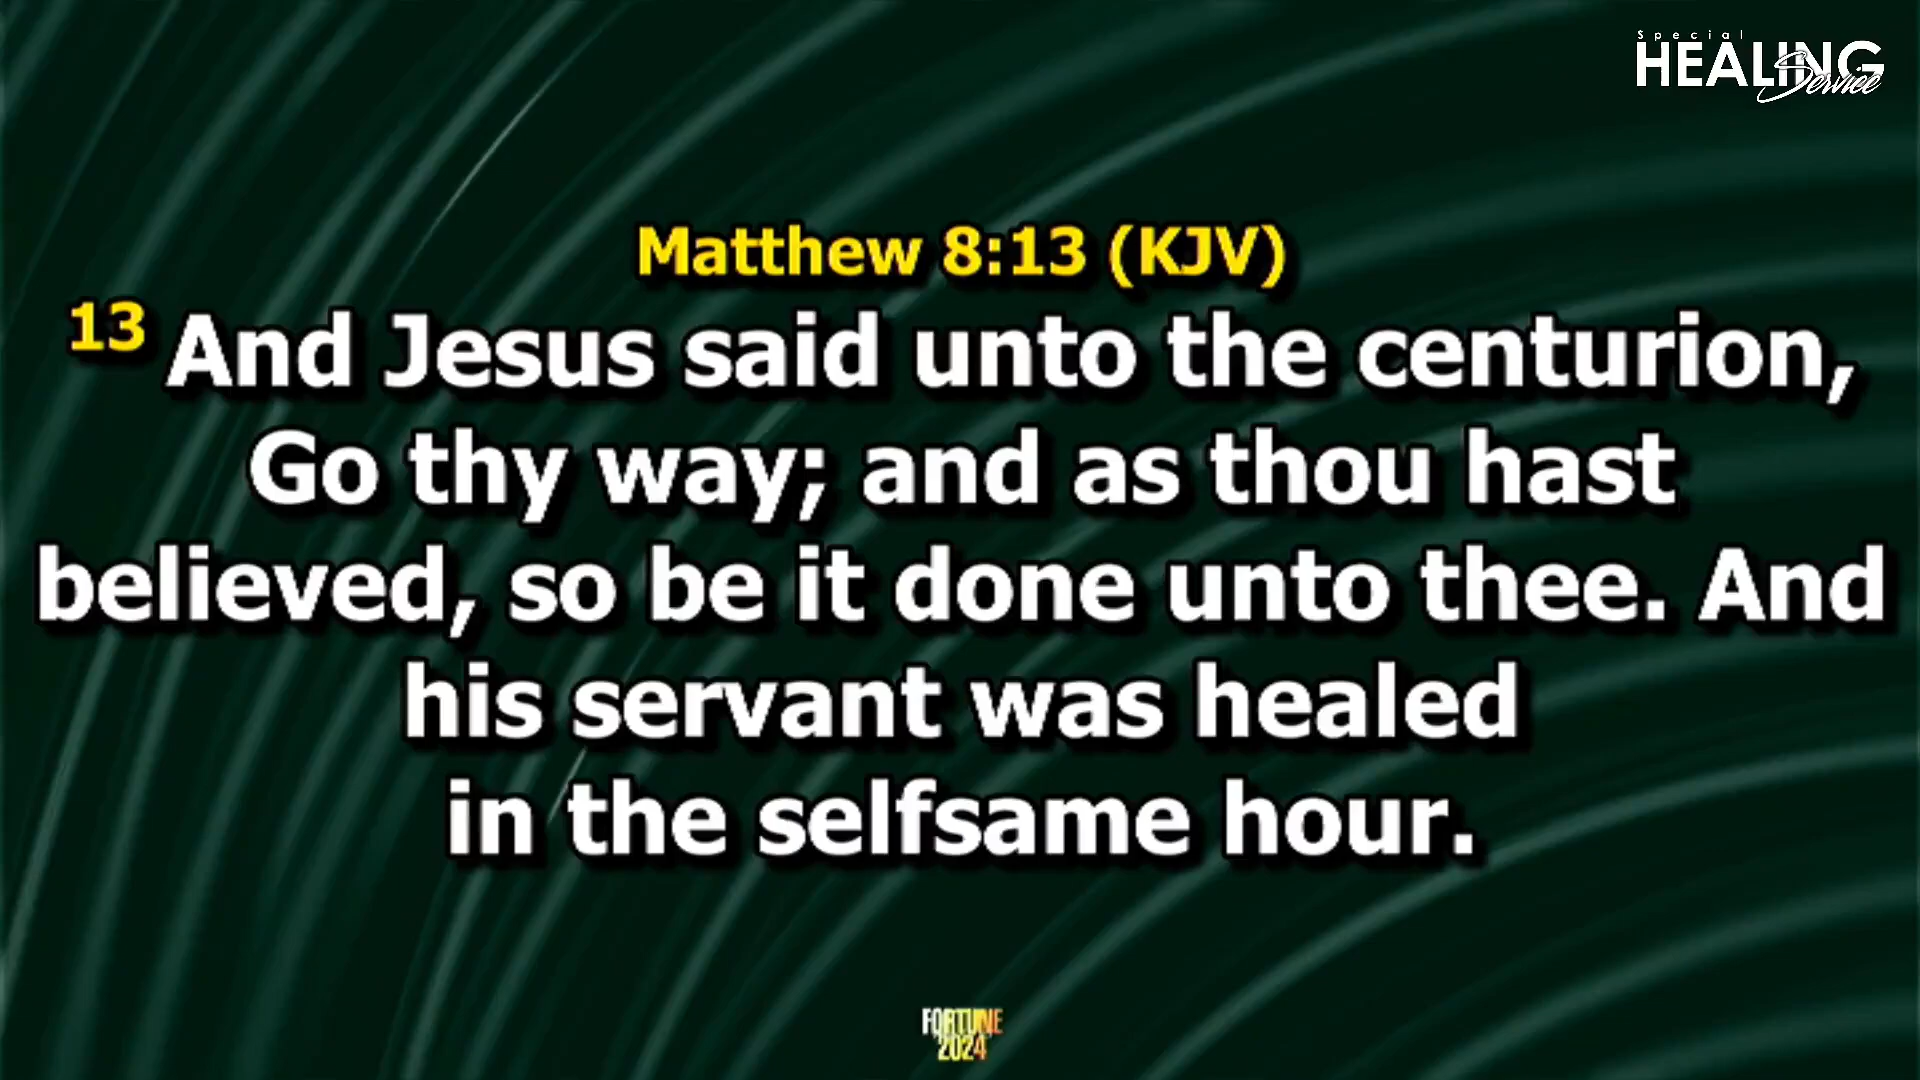 Special
HEALING
Service
Matthew 8:13 (KJV)
13 And Jesus said unto the centurion,
Go thy way; and as thou hast
believed, so be it done unto thee. And
his servant was healed
in the selfsame hour.
FORTUNE
2024